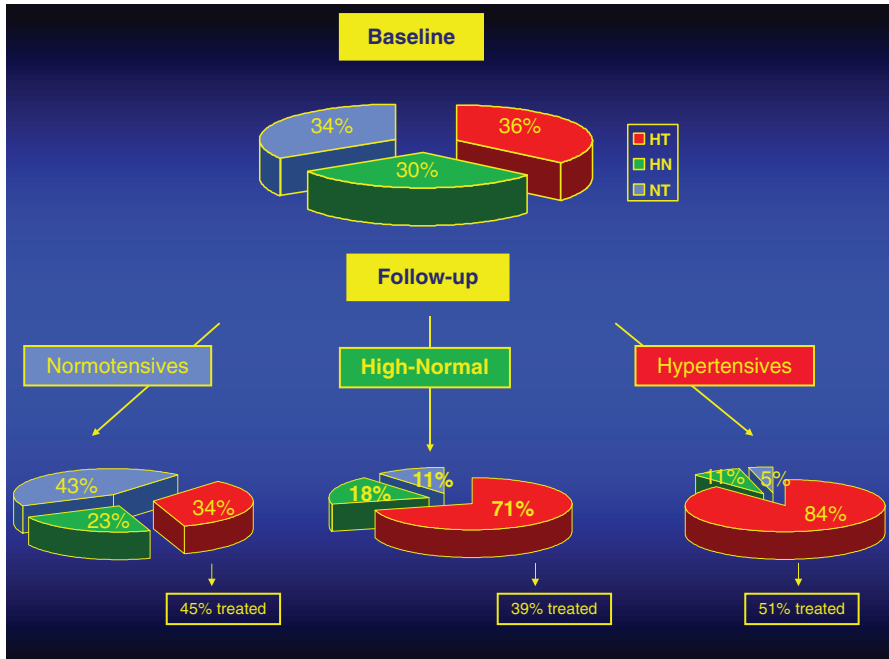 Baseline
34%
36%
30%
HT
HN
NT
Follow-up
Normotensives
High-Normal
Hypertensives
43%
23%
34%
11%
18%
71%
11%
5%
84%
45% treated
39% treated
51% treated